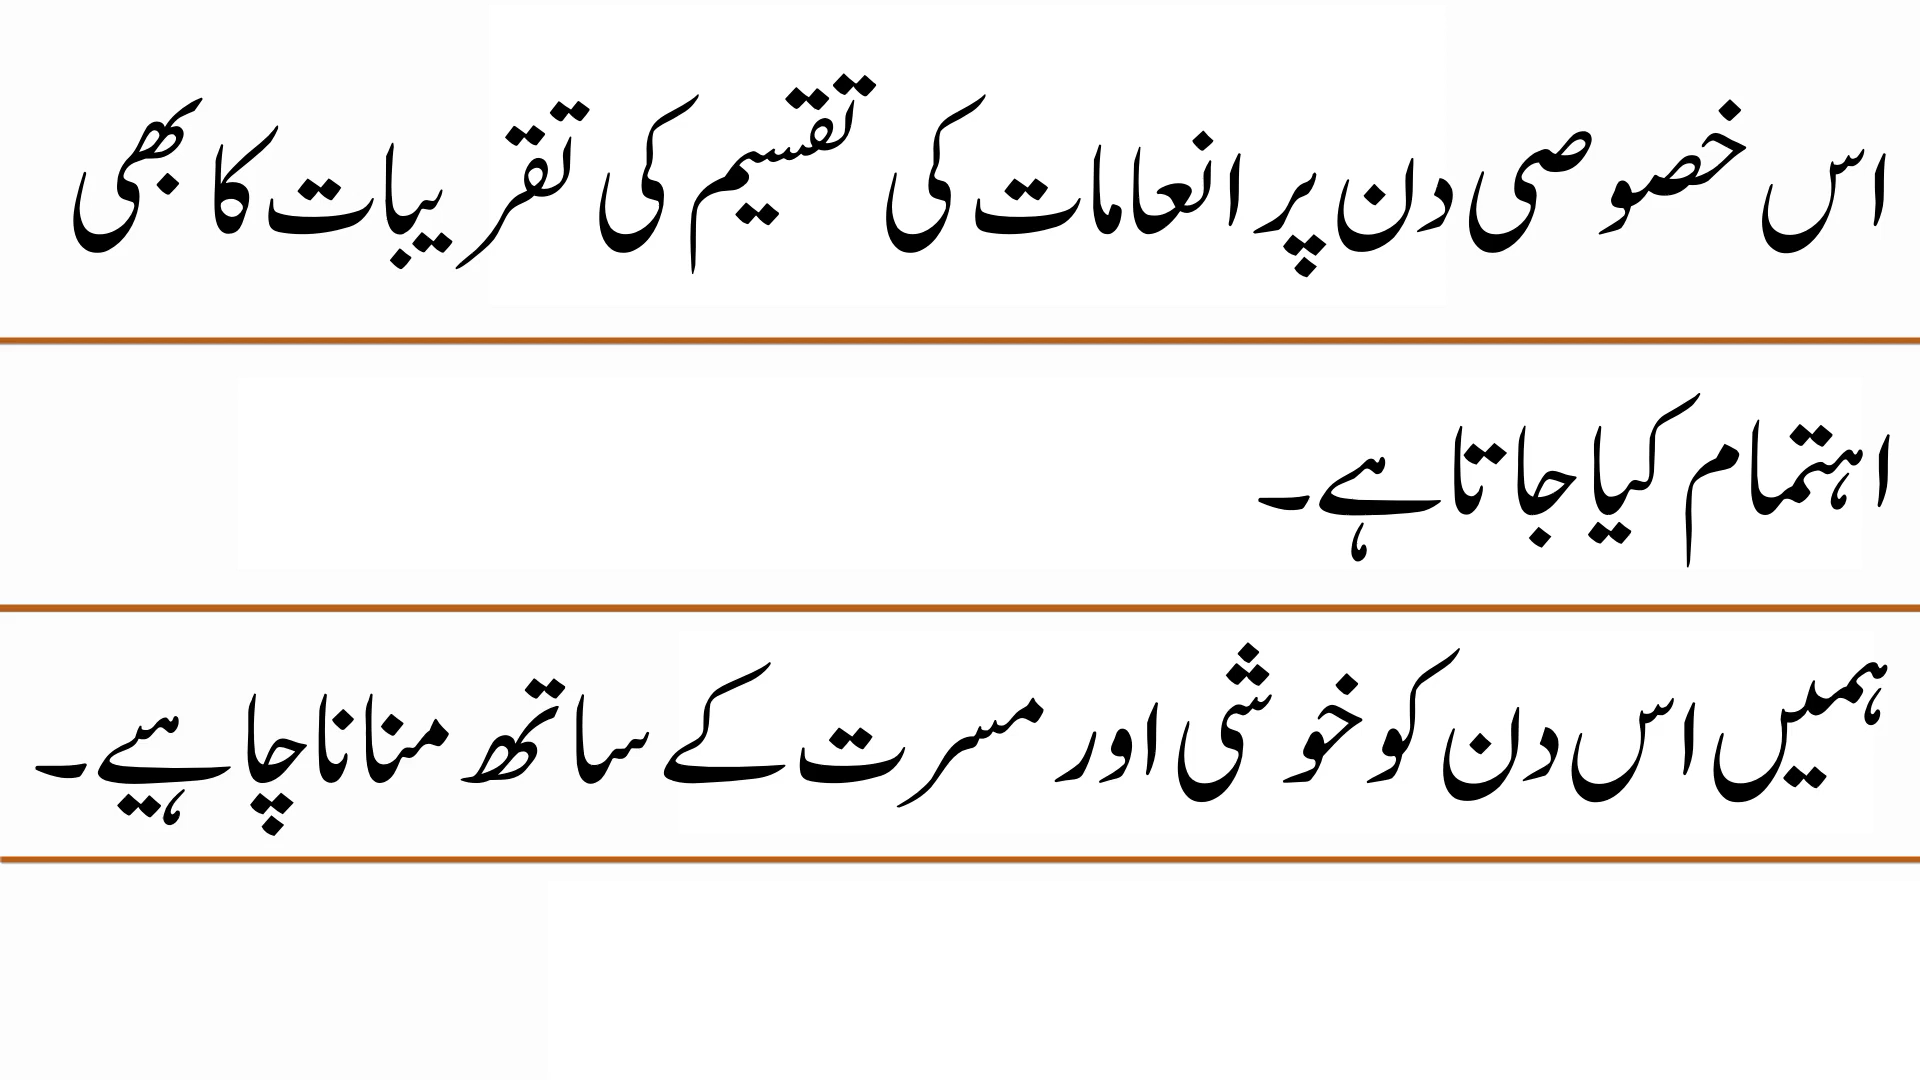 اس خصوصی دن پر انعامات کی تقسیم کی تقریبات کا بھی
اہتمام کیا جاتا ہے۔
ہمیں اس دن کو خوشی اور مسرت کے ساتھ منانا چاہیے۔